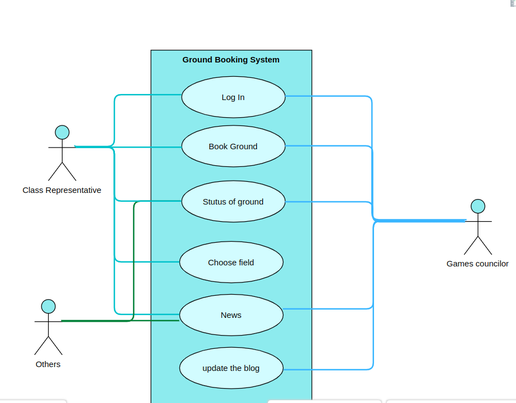 Ground Booking System
Log In
Book Ground
Class Representative
Stutus of ground
Games councilor
Choose field
News
Others
update the blog